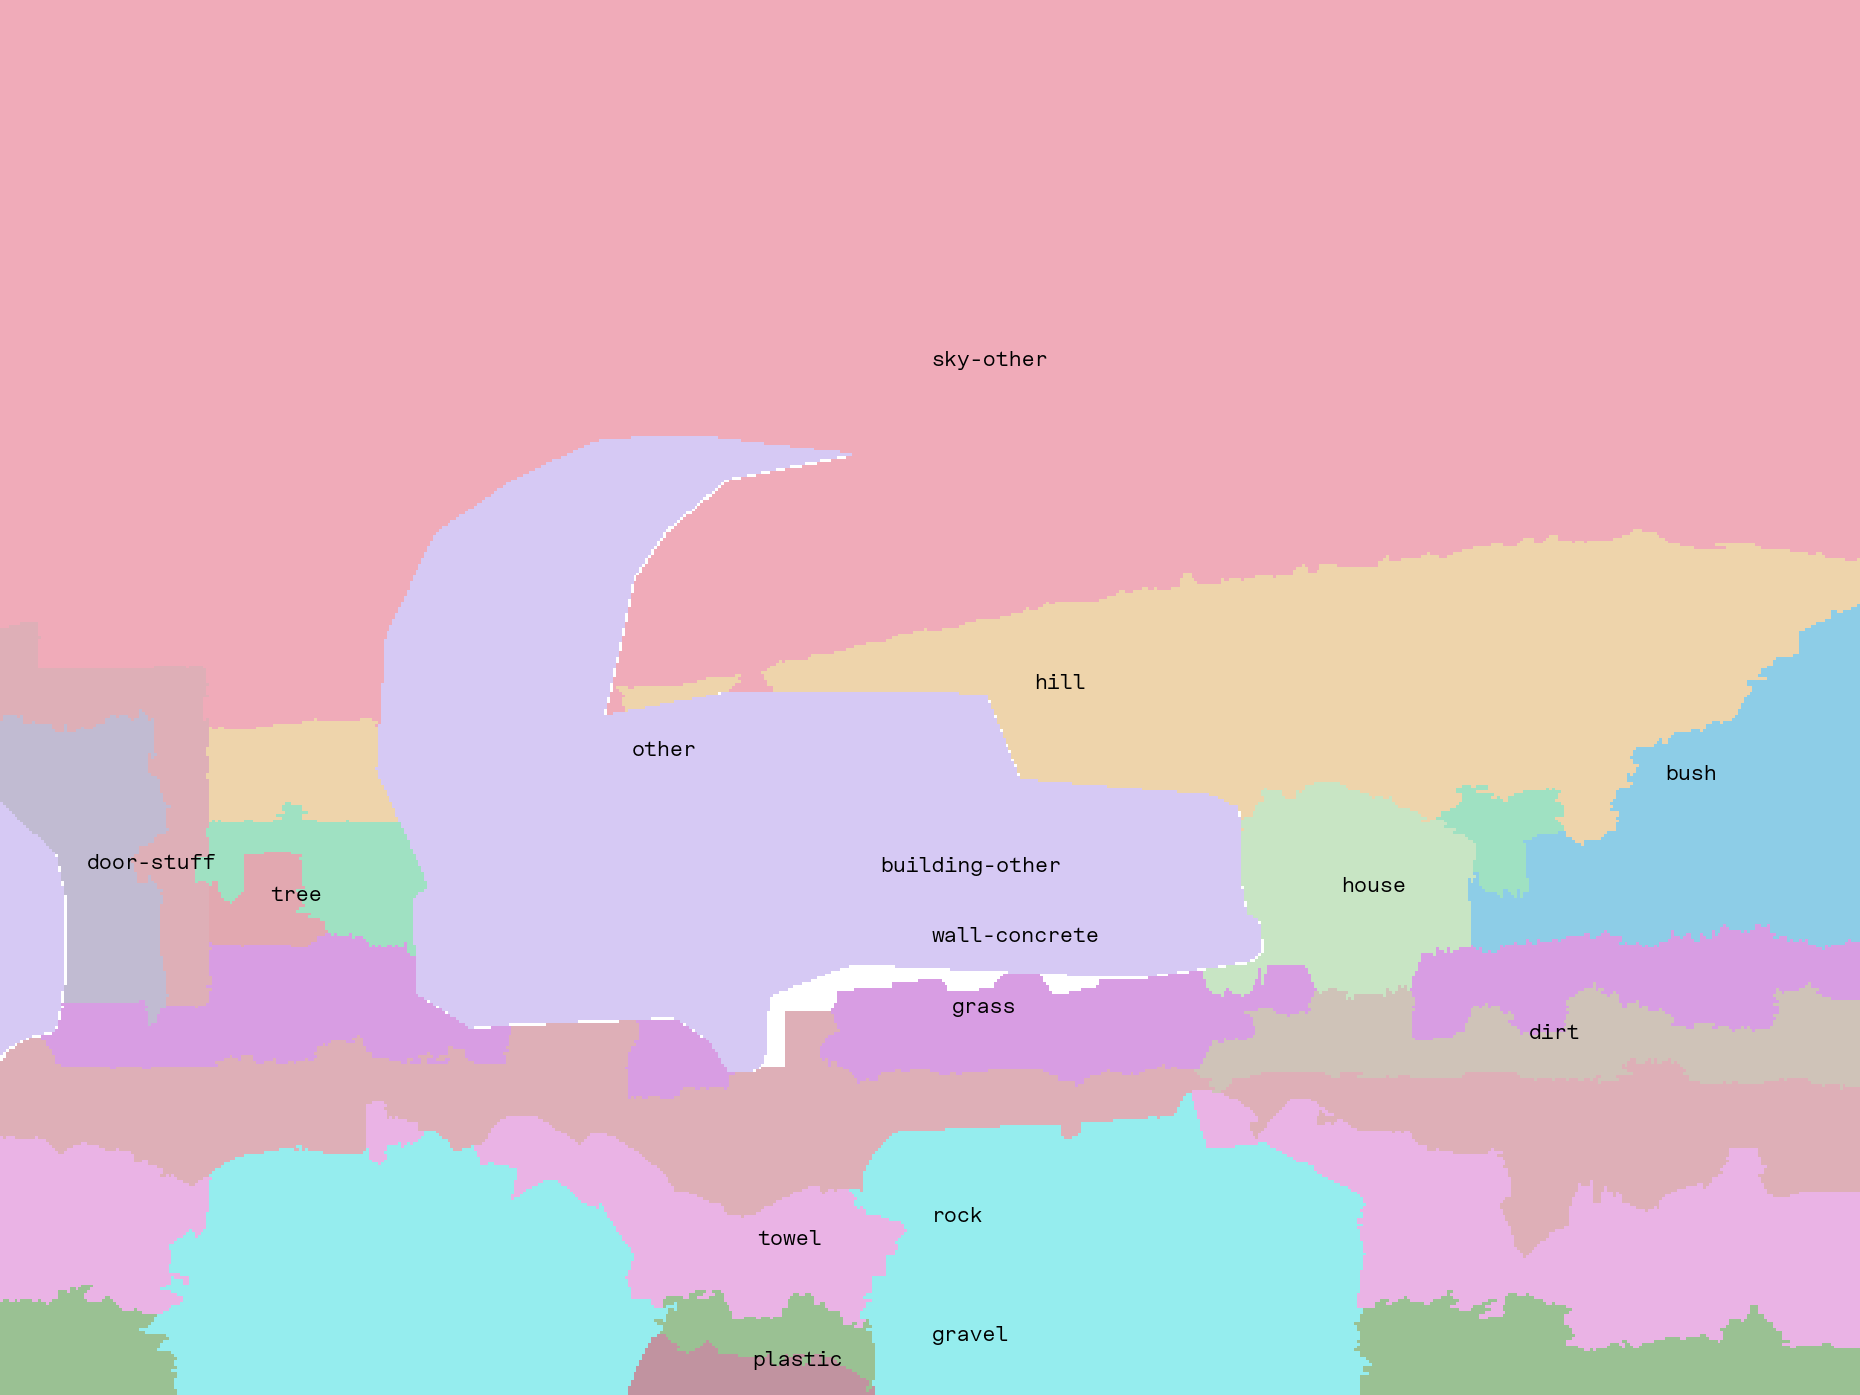 sky-other
hill
other
bush
door-stuff
building-other
house
tree
wall-concrete
grass
dirt
rock
towel
gravel
plastic